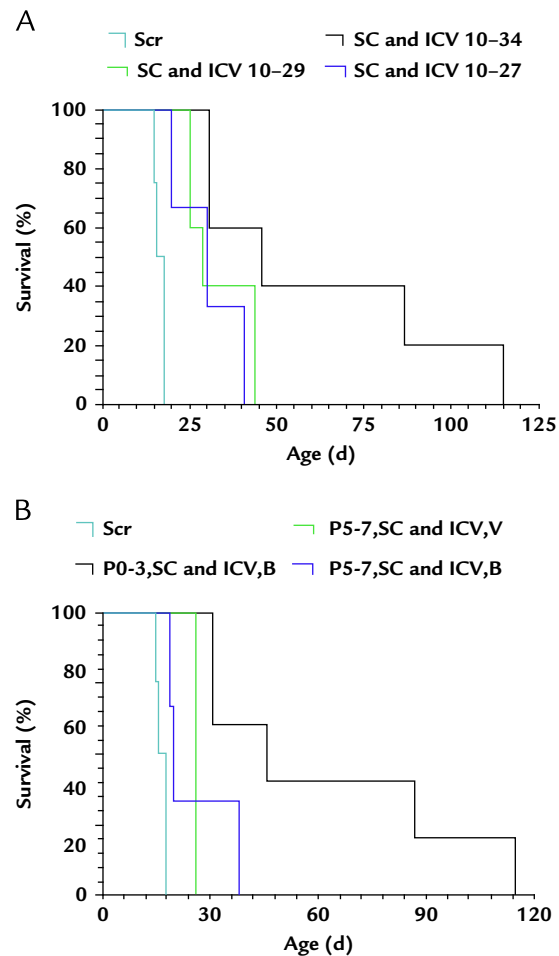 A
Scr
SC and ICV 10–34
SC and ICV 10–29
SC and ICV 10–27
100
80
60
40
20
0
Survival (%)
0 25 50 75 100 125
Age (d)
B
Scr
P5-7,SC and ICV,V
P0-3,SC and ICV,B
P5-7,SC and ICV,B
100
80
60
40
20
0
Survival (%)
0 30 60 90 120
Age (d)